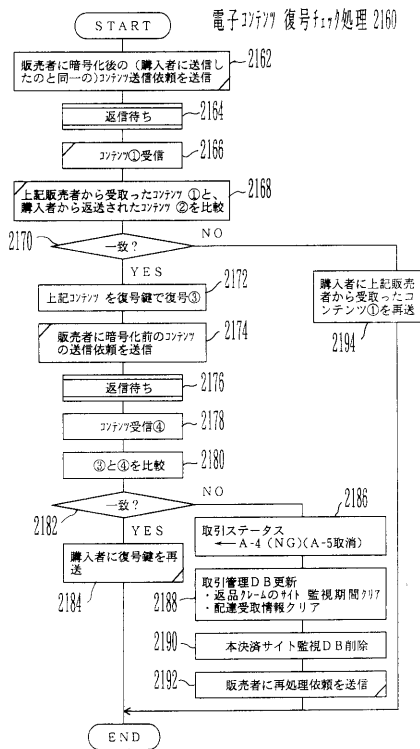 電子コンテンツ 復号チェック処理 2160
START
販売者に暗号化後の（購入者に送信し
たのと同一の）コンテンツ送信依頼を送信
2162
返信待ち
2164
コンテンツ①受信
2166
上記販売者から受取ったコンテンツ ①と、
購入者から返送されたコンテンツ ②を比較
2168
2170
一致？
NO
YES
上記コンテンツ を復号鍵で復号③
2172
購入者に上記販売
者から受取ったコ
ンテンツ①を再送
2194
販売者に暗号化前のコンテンツ
の送信依頼を送信
2174
返信待ち
2176
コンテンツ受信④
2178
③と④を比較
2180
一致？
2182
NO
YES
2186
取引ステータス
←A-4 (NG)(A-5取消)
購入者に復号鍵を再
送
2184
取引管理ＤＢ更新
・返品クレームのサイト 監視期間クリア
・配達受取情報クリア
2188
2190
本決済サイト監視ＤＢ削除
2192
販売者に再処理依頼を送信
END